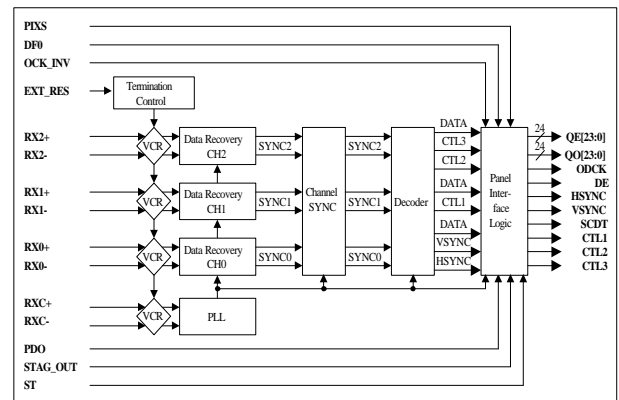 PIXS
DF0
OCK_INV
EXT_RES
Termination
Control
RX2+
RX2-
VCR
Data Recovery
CH2
SYNC2
SYNC2
RX1+
RX1-
VCR
Data Recovery
CH1
SYNC1
SYNC1
RX0+
RX0-
VCR
Data Recovery
CH0
SYNC0
SYNC0
RXC+
RXC-
VCR
PLL
Channel
SYNC
Decoder
DATA
CTL3
CTL2
DATA
CTL1
DATA
VSYNC
HSYNC
Panel
Inter-
face
Logic
24
QE[23:0]
24
QO[23:0]
ODCK
DE
HSYNC
VSYNC
SCDT
CTL1
CTL2
CTL3
PDO
STAG_OUT
ST